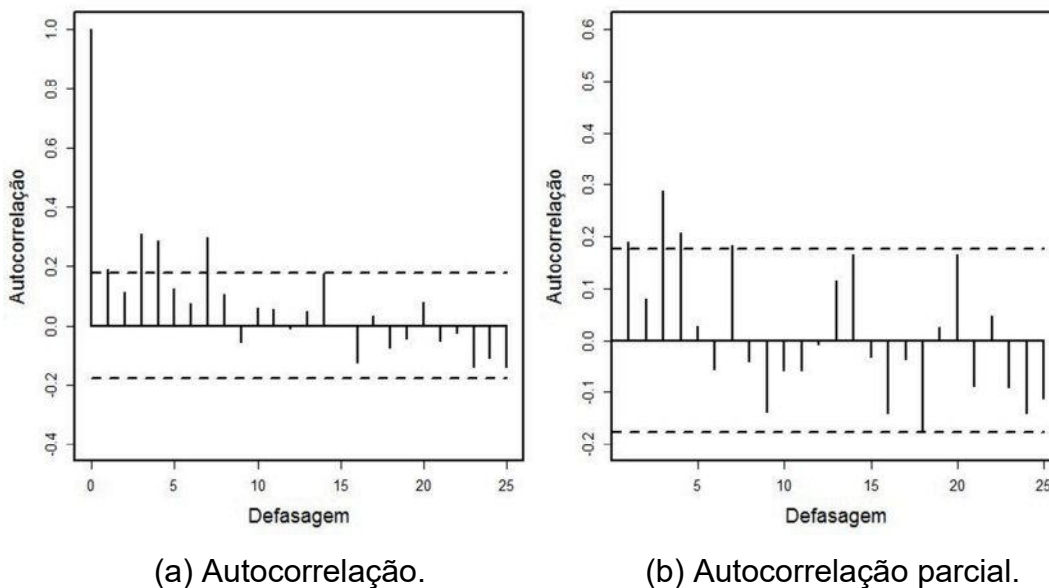 Autocorrelação
1.0
0.8
0.6
0.4
0.2
0.0
-0.2
-0.4
0 5 10 15 20 25
Defasagem
(a) Autocorrelação.
Autocorrelação
0.6
0.5
0.4
0.3
0.2
0.1
0.0
-0.1
-0.2
5 10 15 20 25
Defasagem
(b) Autocorrelação parcial.